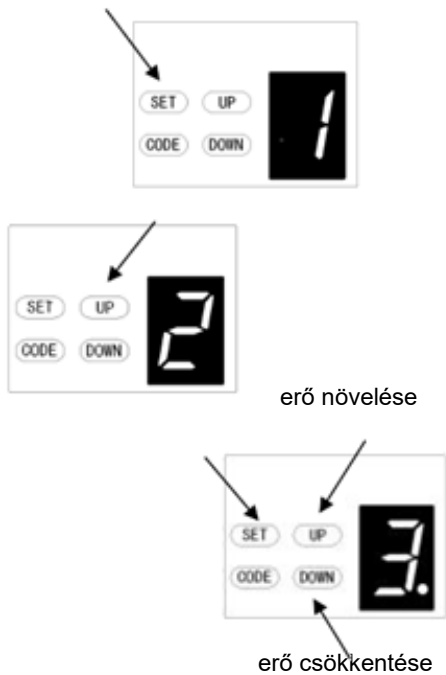 SET UP
CODE DOWN
1
SET UP
CODE DOWN
2
erő növelése
SET UP
CODE DOWN
3.
erő csökkentése